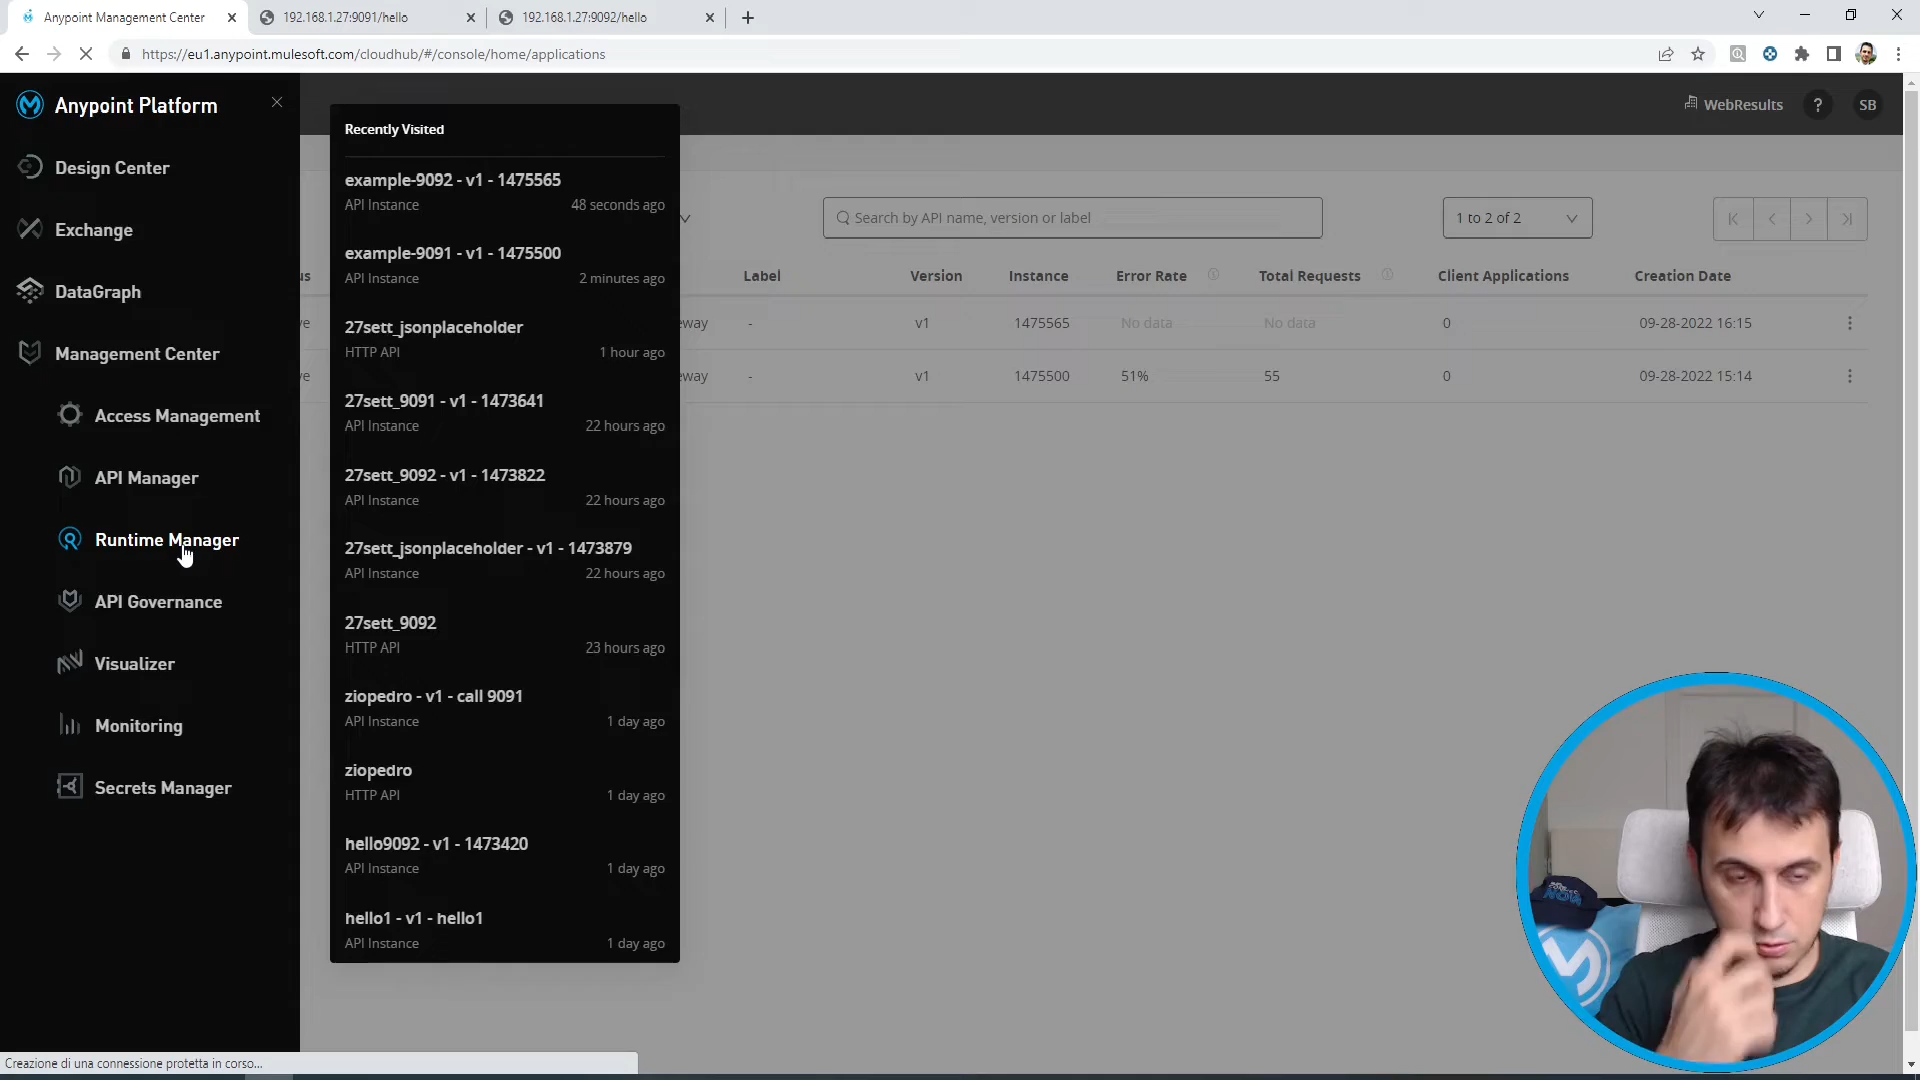 Anypoint Management Center
192.168.1.27:9091/hello
192.168.1.27:9092/hello
https://eu1.anypoint.mulesoft.com/cloudhub/#/console/home/applications
Anypoint Platform
WebResults
?
SB
Design Center
Exchange
DataGraph
Management Center
Access Management
API Manager
Runtime Manager
API Governance
Visualizer
Monitoring
Secrets Manager
Recently Visited
example-9092 - v1 - 1475565
API Instance 48 seconds ago
example-9091 - v1 - 1475500
API Instance 2 minutes ago
27sett_jsonplaceholder
HTTP API 1 hour ago
27sett_9091 - v1 - 1473641
API Instance 22 hours ago
27sett_9092 - v1 - 1473822
API Instance 22 hours ago
27sett_jsonplaceholder - v1 - 1473879
API Instance 22 hours ago
27sett_9092
HTTP API 23 hours ago
ziopedro - v1 - call 9091
API Instance 1 day ago
ziopedro
HTTP API 1 day ago
hello9092 - v1 - 1473420
API Instance 1 day ago
hello1 - v1 - hello1
API Instance 1 day ago
Search by API name, version or label
1 to 2 of 2
us Label Version Instance Error Rate Total Requests Client Applications Creation Date
ve eway - v1 1475565 No data No data 0 09-28-2022 16:15
ve eway - v1 1475500 51% 55 0 09-28-2022 15:14
Creazione di una connessione protetta in corso...
NOW